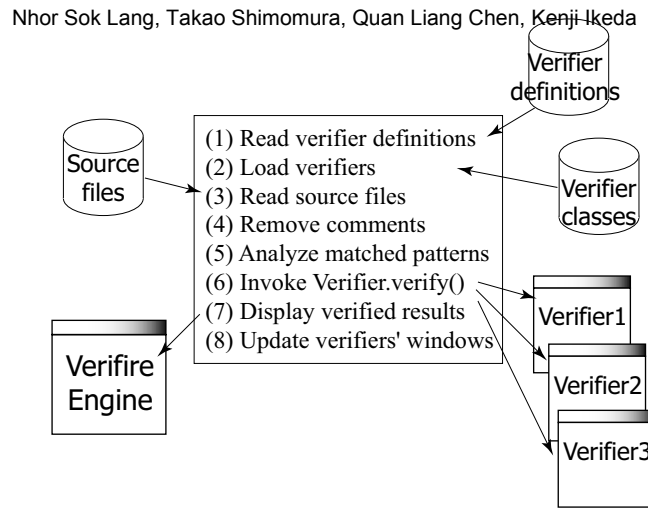 Nhor Sok Lang, Takao Shimomura, Quan Liang Chen, Kenji Ikeda
Verifier
definitions
(1) Read verifier definitions
(2) Load verifiers
(3) Read source files
(4) Remove comments
(5) Analyze matched patterns
(6) Invoke Verifier.verify()
(7) Display verified results
(8) Update verifiers' windows
Source
files
Verifier
classes
Verifire
Engine
Verifier1
Verifier2
Verifier3